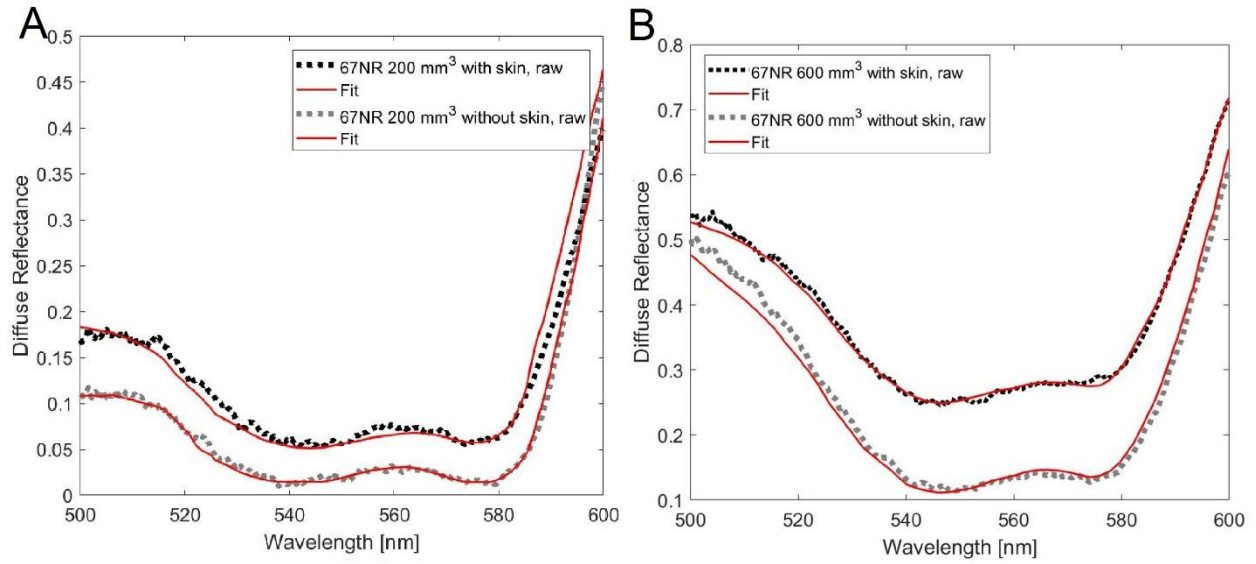 A
0.5
0.45
0.4
0.35
0.3
0.25
0.2
0.15
0.1
0.05
0
Diffuse Reflectance
67NR 200 mm³ with skin, raw
Fit
67NR 200 mm³ without skin, raw
Fit
500
520
540
560
580
600
Wavelength [nm]
B
0.8
0.7
0.6
0.5
0.4
0.3
0.2
0.1
Diffuse Reflectance
67NR 600 mm³ with skin, raw
Fit
67NR 600 mm³ without skin, raw
Fit
500
520
540
560
580
600
Wavelength [nm]